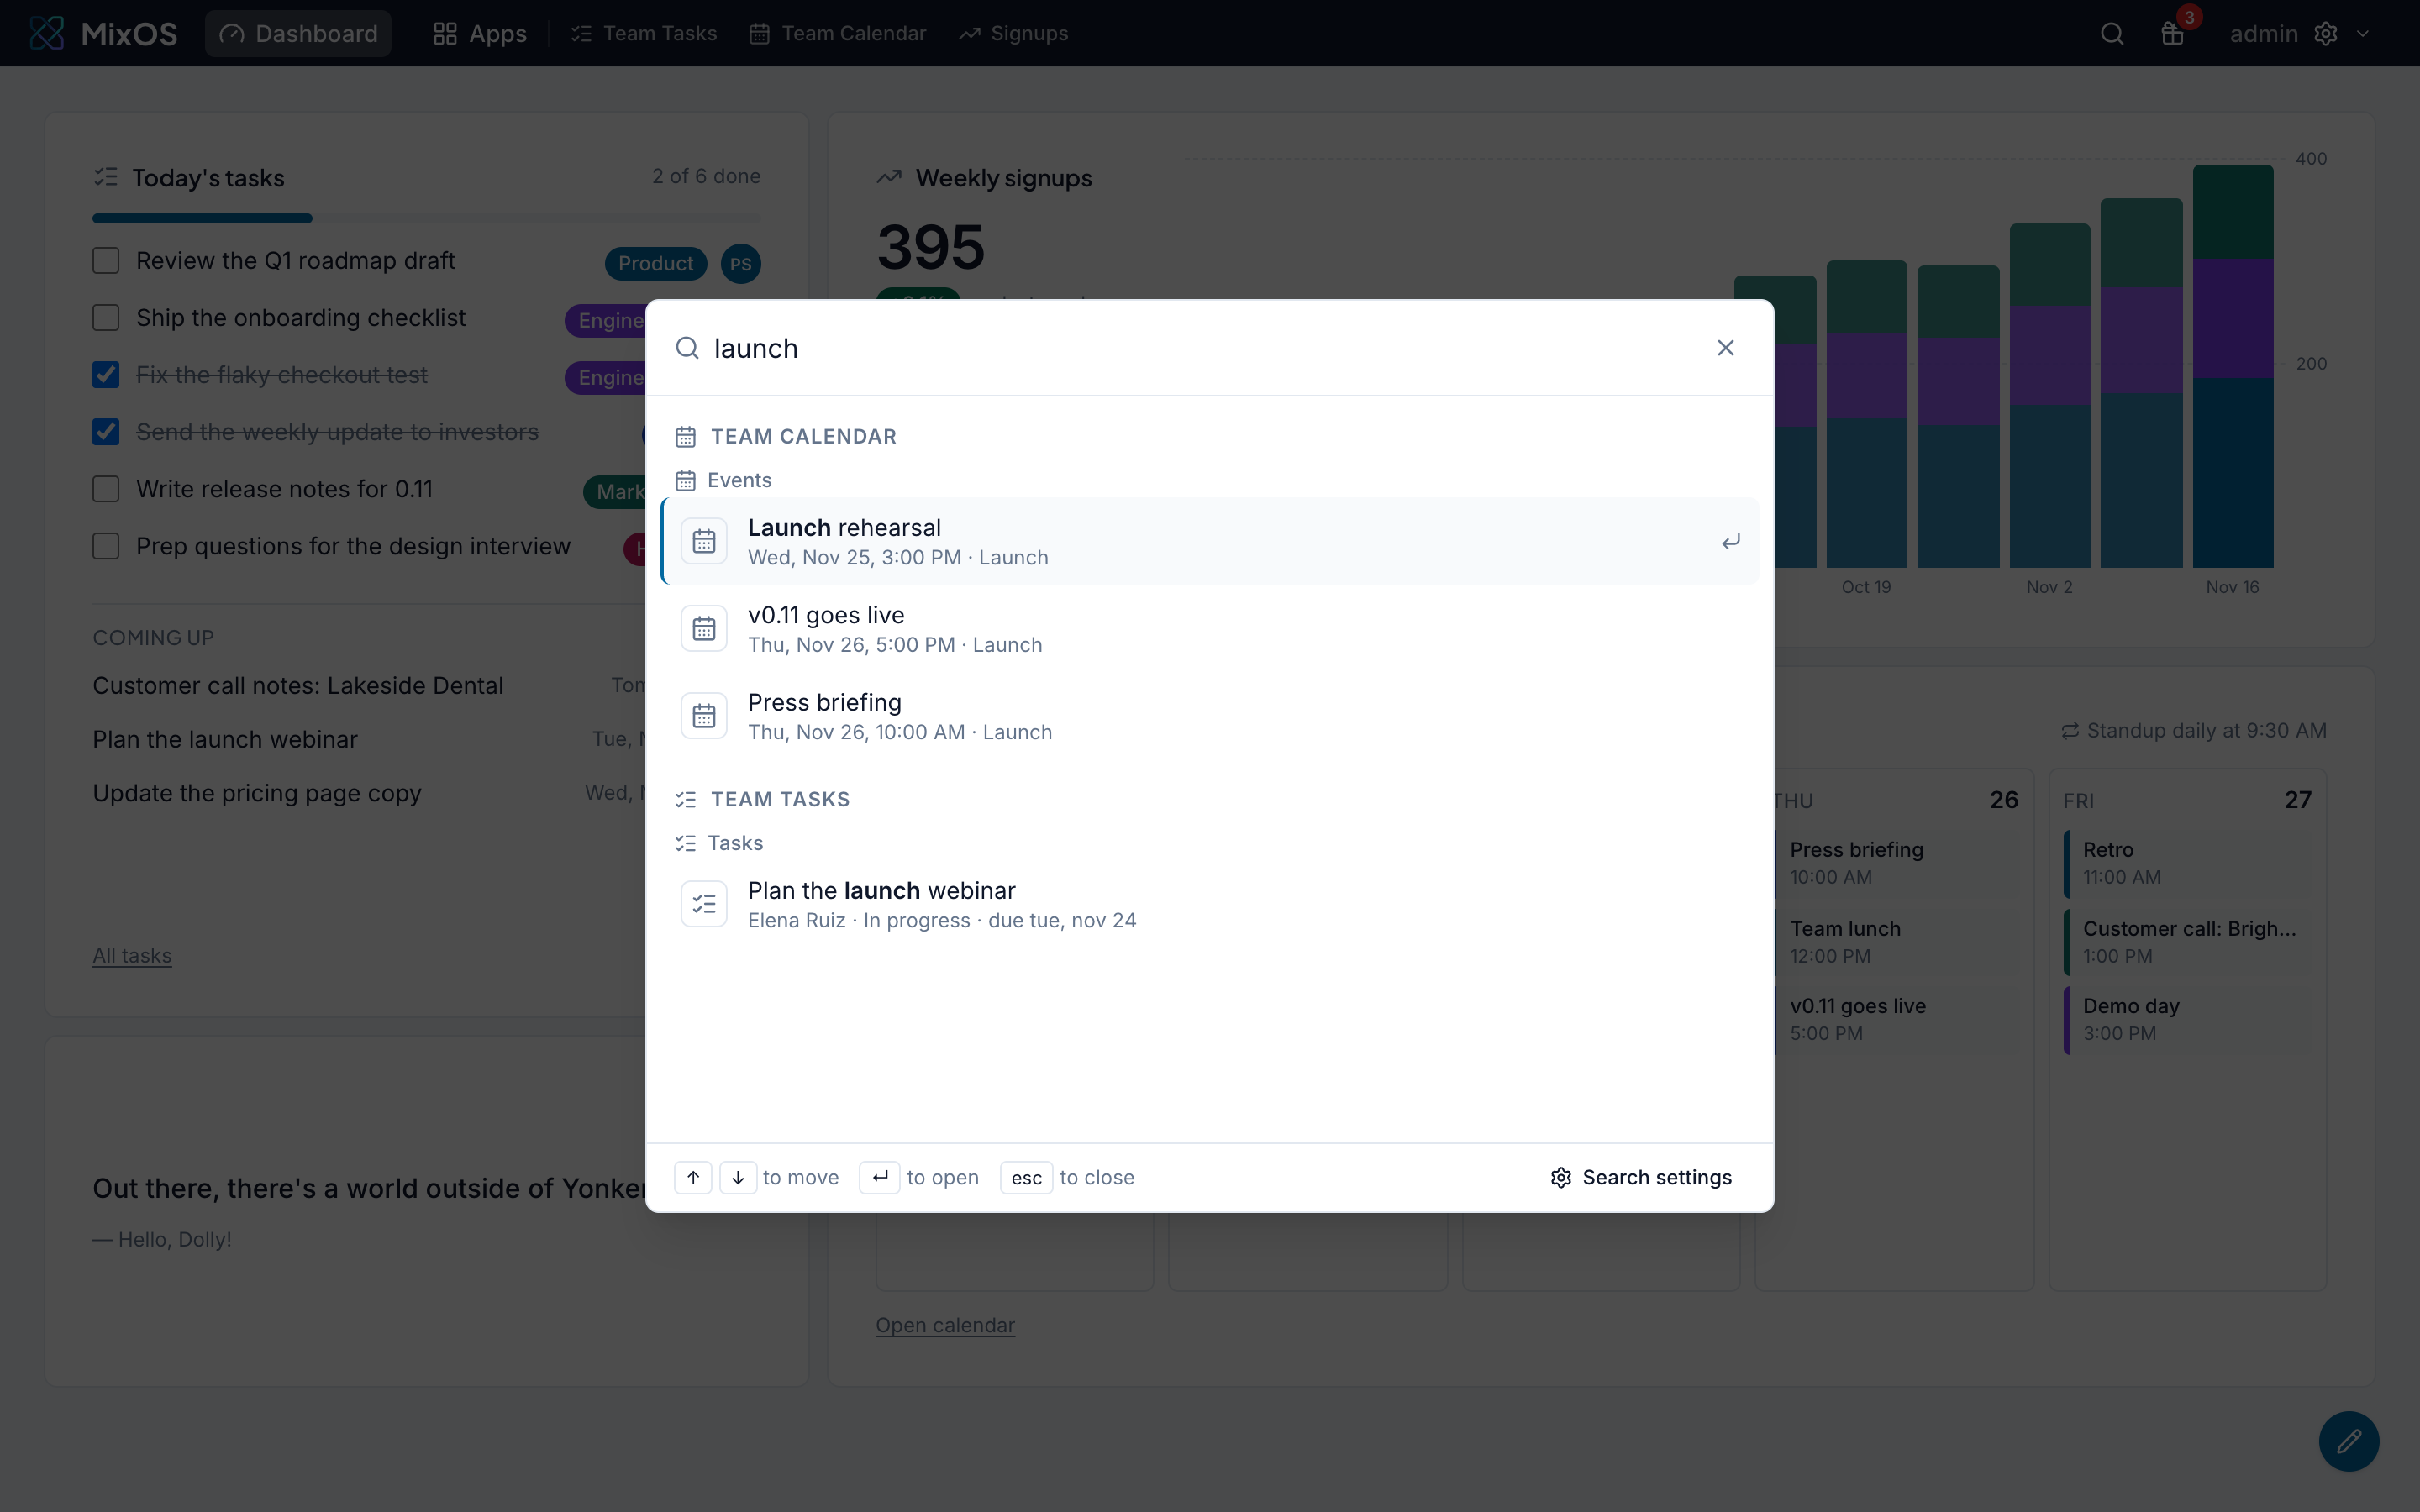 MixOS Dashboard Apps Team Tasks Team Calendar Signups 3 admin
Today's tasks 2 of 6 done
Review the Q1 roadmap draft Product PS
Ship the onboarding checklist
Fix the flaky checkout test
Send the weekly update to investors
Write release notes for 0.11
Prep questions for the design interview
COMING UP
Customer call notes: Lakeside Dental
Plan the launch webinar
Update the pricing page copy
All tasks
Out there, there's a world outside of
— Hello, Dolly!
Weekly signups
395
400
200
Oct 19 Nov 2 Nov 16
launch
TEAM CALENDAR
Events
Launch rehearsal
Wed, Nov 25, 3:00 PM · Launch
v0.11 goes live
Thu, Nov 26, 5:00 PM · Launch
Press briefing
Thu, Nov 26, 10:00 AM · Launch
TEAM TASKS
Tasks
Plan the launch webinar
Elena Ruiz · In progress · due tue, nov 24
↑ ↓ to move ↵ to open esc to close Search settings
Standup daily at 9:30 AM
THU 26
Press briefing
10:00 AM
Team lunch
12:00 PM
v0.11 goes live
5:00 PM
FRI 27
Retro
11:00 AM
Customer call: Brigh...
1:00 PM
Demo day
3:00 PM
Open calendar